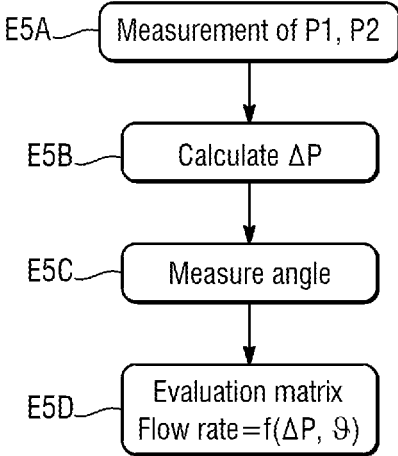 E5A
Measurement of P1, P2
E5B
Calculate ΔP
E5C
Measure angle
E5D
Evaluation matrix
Flow rate=f(ΔP, ϑ)